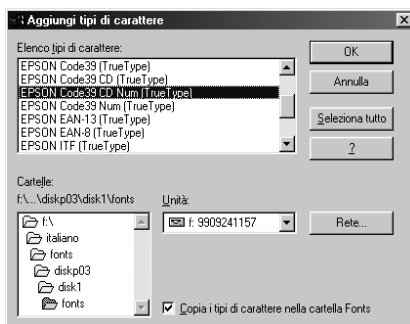 Aggiungi tipi di carattere
Elenco tipi di carattere:
EPSON Code39 (TrueType)
EPSON Code39 CD (TrueType)
EPSON Code39 CD Num (TrueType)
EPSON Code39 Num (TrueType)
EPSON EAN-13 (TrueType)
EPSON EAN-8 (TrueType)
EPSON ITF (TrueType)
OK
Annulla
Seleziona tutto
?
Cartelle:
f:\...\diskp03\disk1\fonts
f:\
italiano
fonts
diskp03
disk1
fonts
Unità:
f: 9909241157
Rete...
Copia i tipi di carattere nella cartella Fonts